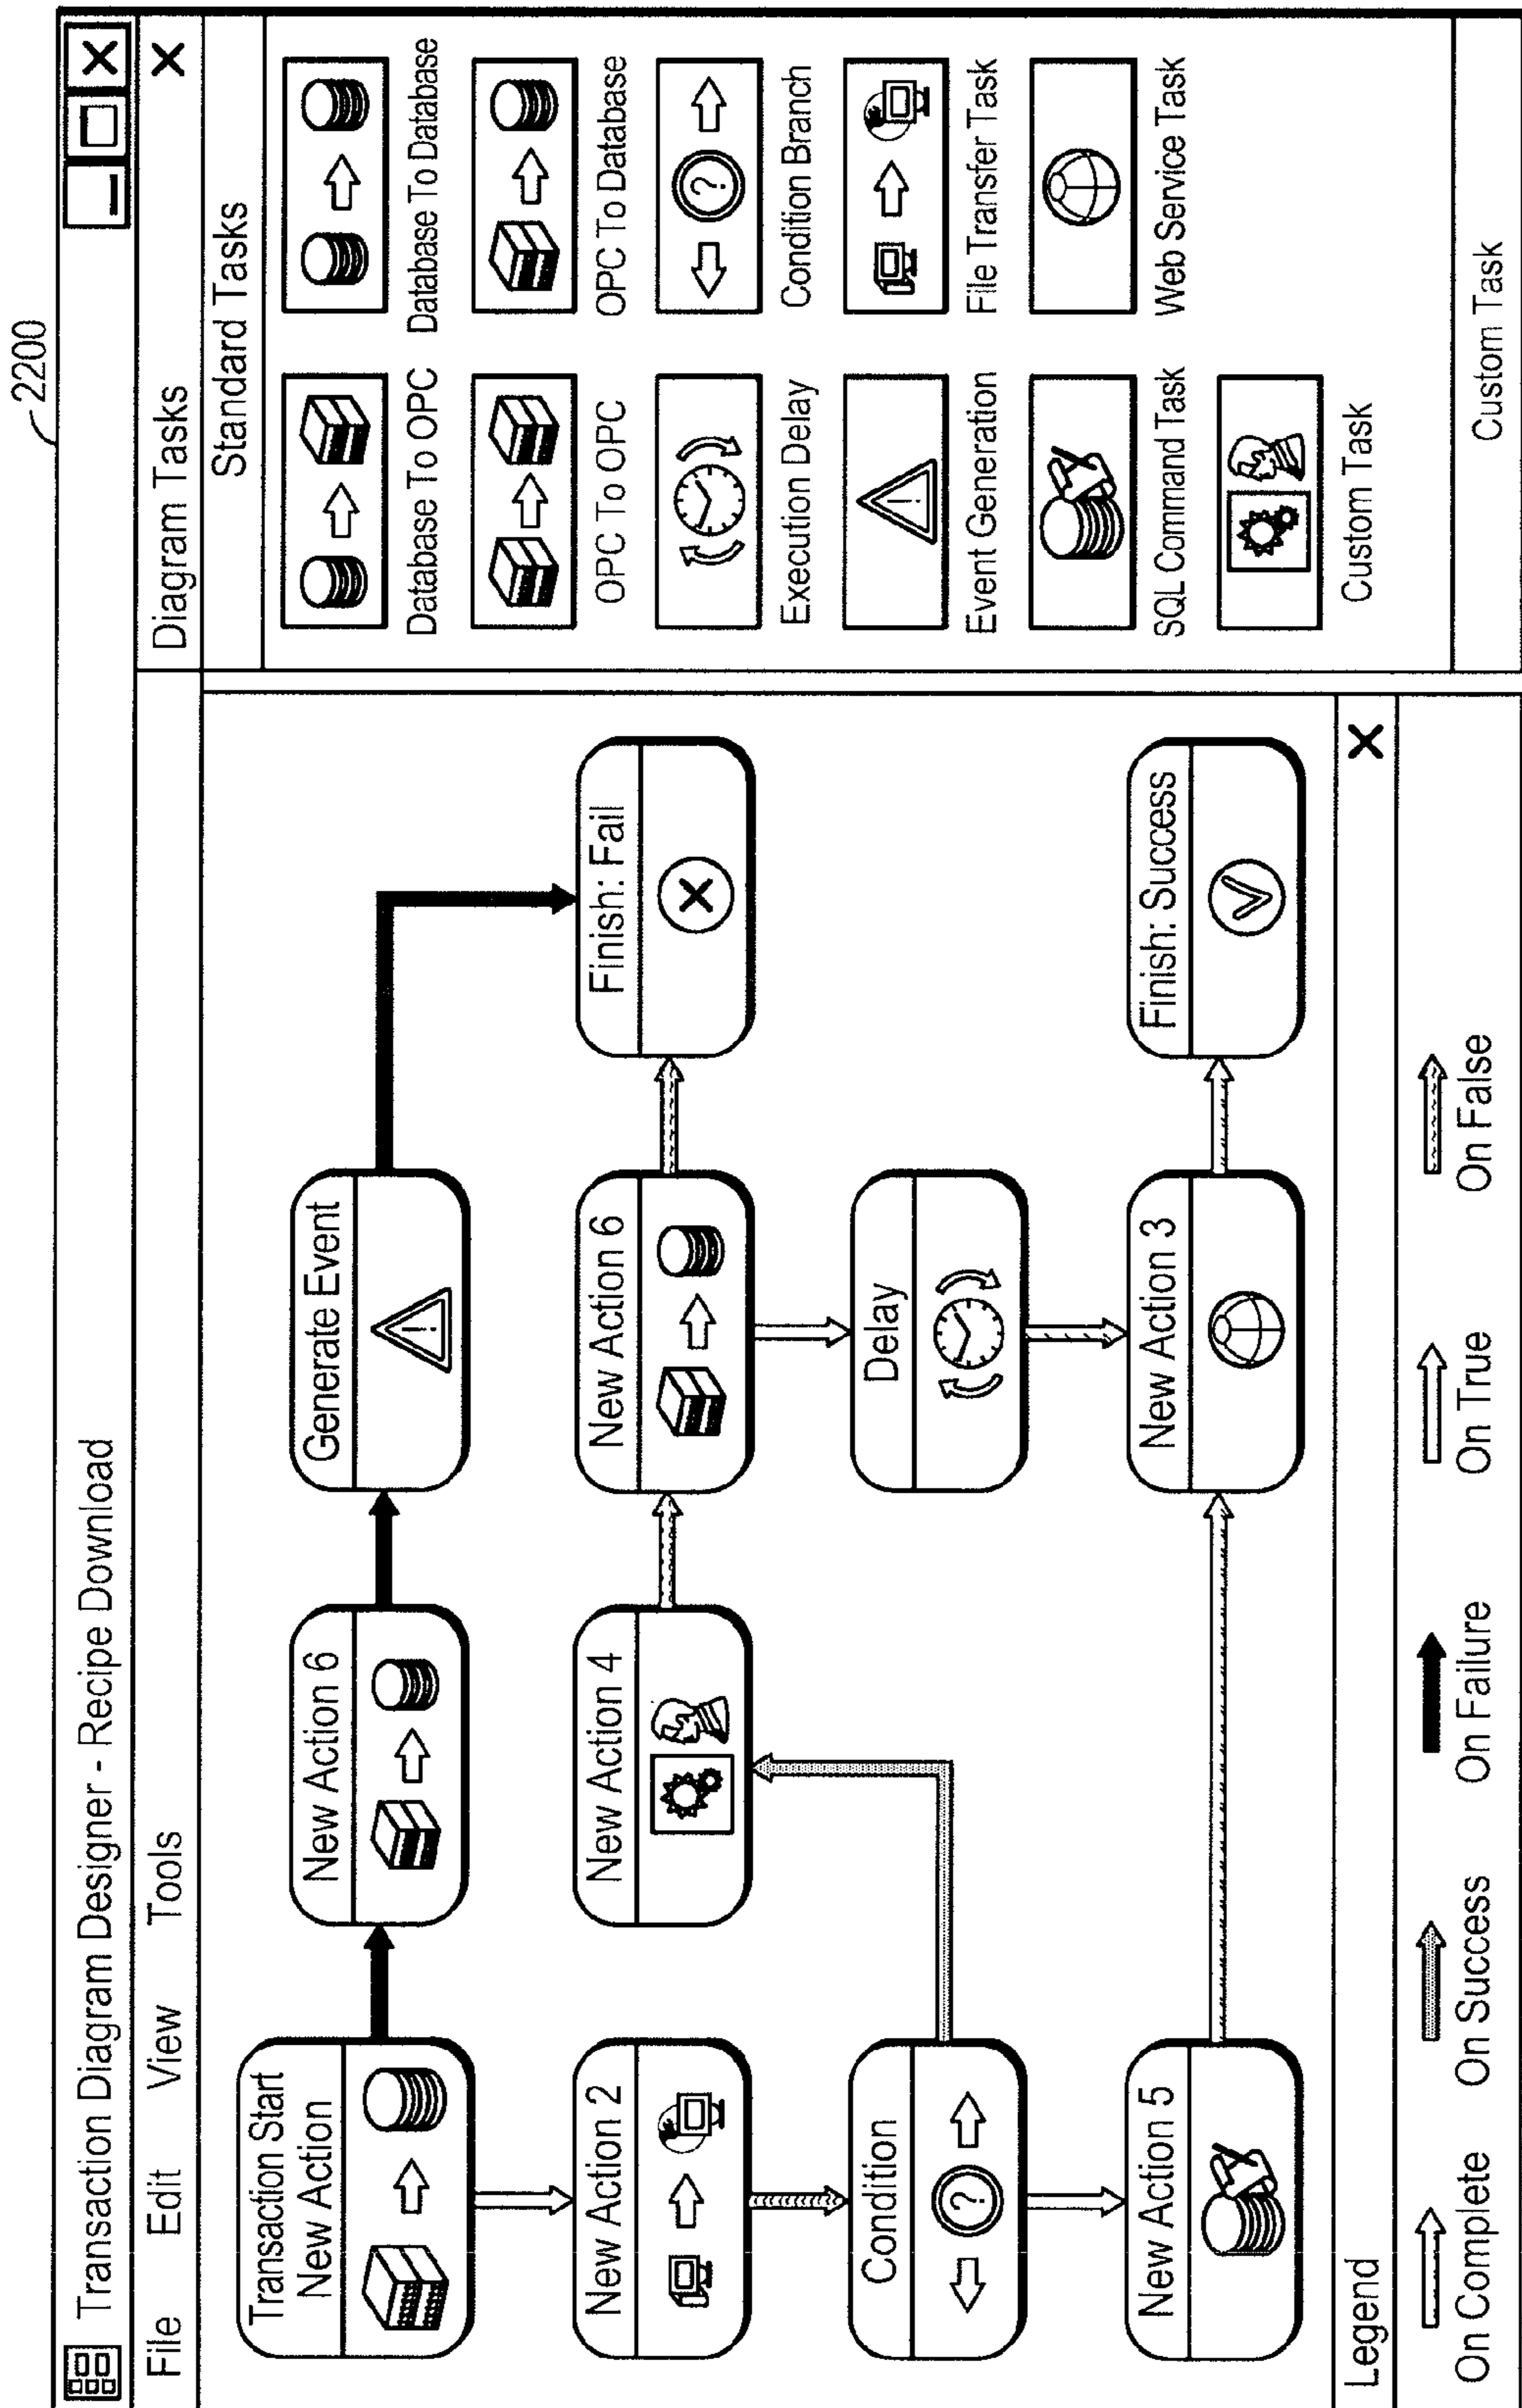 2200
Transaction Diagram Designer - Recipe Download
File Edit View Tools
Transaction Start
New Action
New Action 6
Generate Event
New Action 2
New Action 4
New Action 6
Finish: Fail
Condition
Delay
New Action 5
New Action 3
Finish: Success
Legend
On Complete
On Success
On Failure
On True
On False
Diagram Tasks
Standard Tasks
Database To OPC
Database To Database
OPC To OPC
OPC To Database
Execution Delay
Condition Branch
Event Generation
File Transfer Task
SQL Command Task
Web Service Task
Custom Task
Custom Task